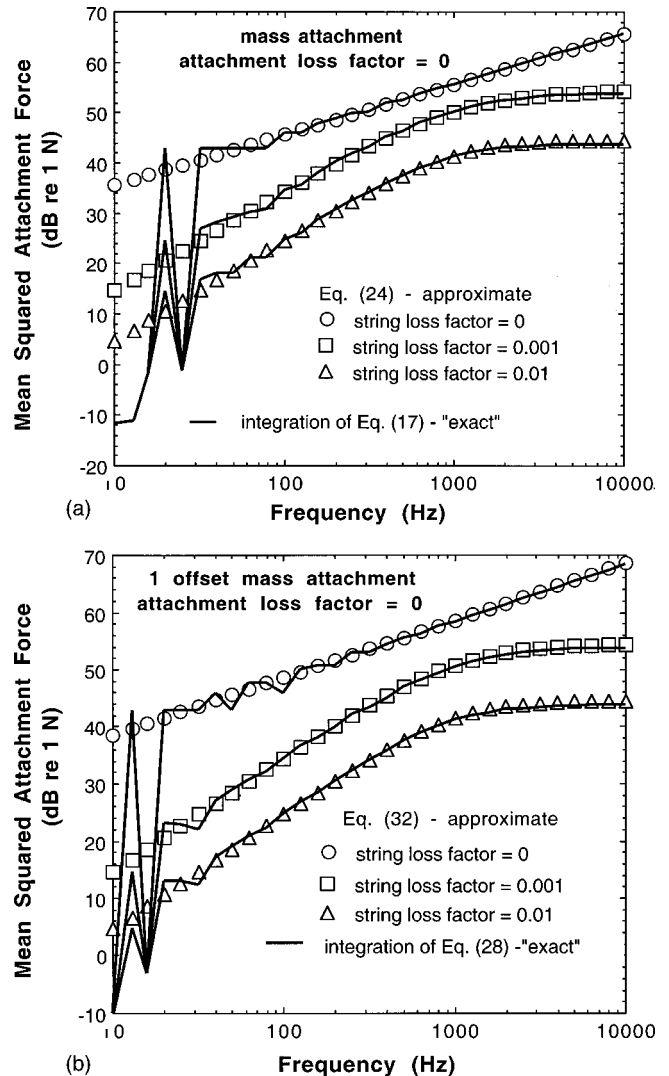 mass attachment
attachment loss factor = 0
70
60
50
40
30
20
10
0
-10
-20
Mean Squared Attachment Force
(dB re 1 N)
Eq. (24) - approximate
string loss factor = 0
string loss factor = 0.001
string loss factor = 0.01
integration of Eq. (17) - "exact"
10 100 1000 10000
(a)
Frequency (Hz)
1 offset mass attachment
attachment loss factor = 0
70
60
50
40
30
20
10
0
-10
Mean Squared Attachment Force
(dB re 1 N)
Eq. (32) - approximate
string loss factor = 0
string loss factor = 0.001
string loss factor = 0.01
integration of Eq. (28) -"exact"
10 100 1000 10000
(b)
Frequency (Hz)